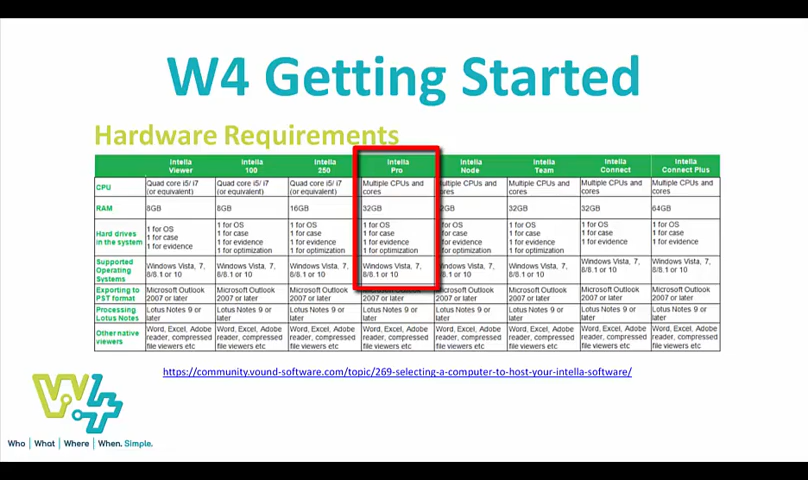 W4 Getting Started
Hardware Requirements
Intella Viewer Intella 100 Intella 250 Intella Pro Intella Node Intella Team Intella Connect Intella Connect Plus
CPU Quad core i5/ i7 (or equivalent) Quad core i5/ i7 (or equivalent) Quad core i5/ i7 (or equivalent) Multiple CPUs and cores Multiple CPUs and cores Multiple CPUs and cores Multiple CPUs and cores Multiple CPUs and cores
RAM 8GB 8GB 16GB 32GB 32GB 32GB 32GB 64GB
Hard drives in the system 1 for OS 1 for case 1 for evidence 1 for OS 1 for case 1 for evidence 1 for optimization 1 for OS 1 for case 1 for evidence 1 for optimization 1 for OS 1 for case 1 for evidence 1 for optimization 1 for OS 1 for case 1 for evidence 1 for optimization 1 for OS 1 for case 1 for evidence 1 for optimization 1 for OS 1 for case 1 for evidence 1 for OS 1 for case 1 for evidence
Supported Operating Systems Windows Vista, 7, 8/8.1 or 10 Windows Vista, 7, 8/8.1 or 10 Windows Vista, 7, 8/8.1 or 10 Windows Vista, 7, 8/8.1 or 10 Windows Vista, 7, 8/8.1 or 10 Windows Vista, 7, 8/8.1 or 10 Windows Vista, 7, 8/8.1 or 10 Windows Vista, 7, 8/8.1 or 10
Exporting to PST format Microsoft Outlook 2007 or later Microsoft Outlook 2007 or later Microsoft Outlook 2007 or later Microsoft Outlook 2007 or later Microsoft Outlook 2007 or later Microsoft Outlook 2007 or later Microsoft Outlook 2007 or later Microsoft Outlook 2007 or later
Processing Lotus Notes Lotus Notes 9 or later Lotus Notes 9 or later Lotus Notes 9 or later Lotus Notes 9 or later Lotus Notes 9 or later Lotus Notes 9 or later Lotus Notes 9 or later Lotus Notes 9 or later
Other native viewers Word, Excel, Adobe reader, compressed file viewers etc Word, Excel, Adobe reader, compressed file viewers etc Word, Excel, Adobe reader, compressed file viewers etc Word, Excel, Adobe reader, compressed file viewers etc Word, Excel, Adobe reader, compressed file viewers etc Word, Excel, Adobe reader, compressed file viewers etc Word, Excel, Adobe reader, compressed file viewers etc Word, Excel, Adobe reader, compressed file viewers etc
https://community.vound-software.com/topic/269-selecting-a-computer-to-host-your-intella-software/
W4
Who | What | Where | When. Simple.